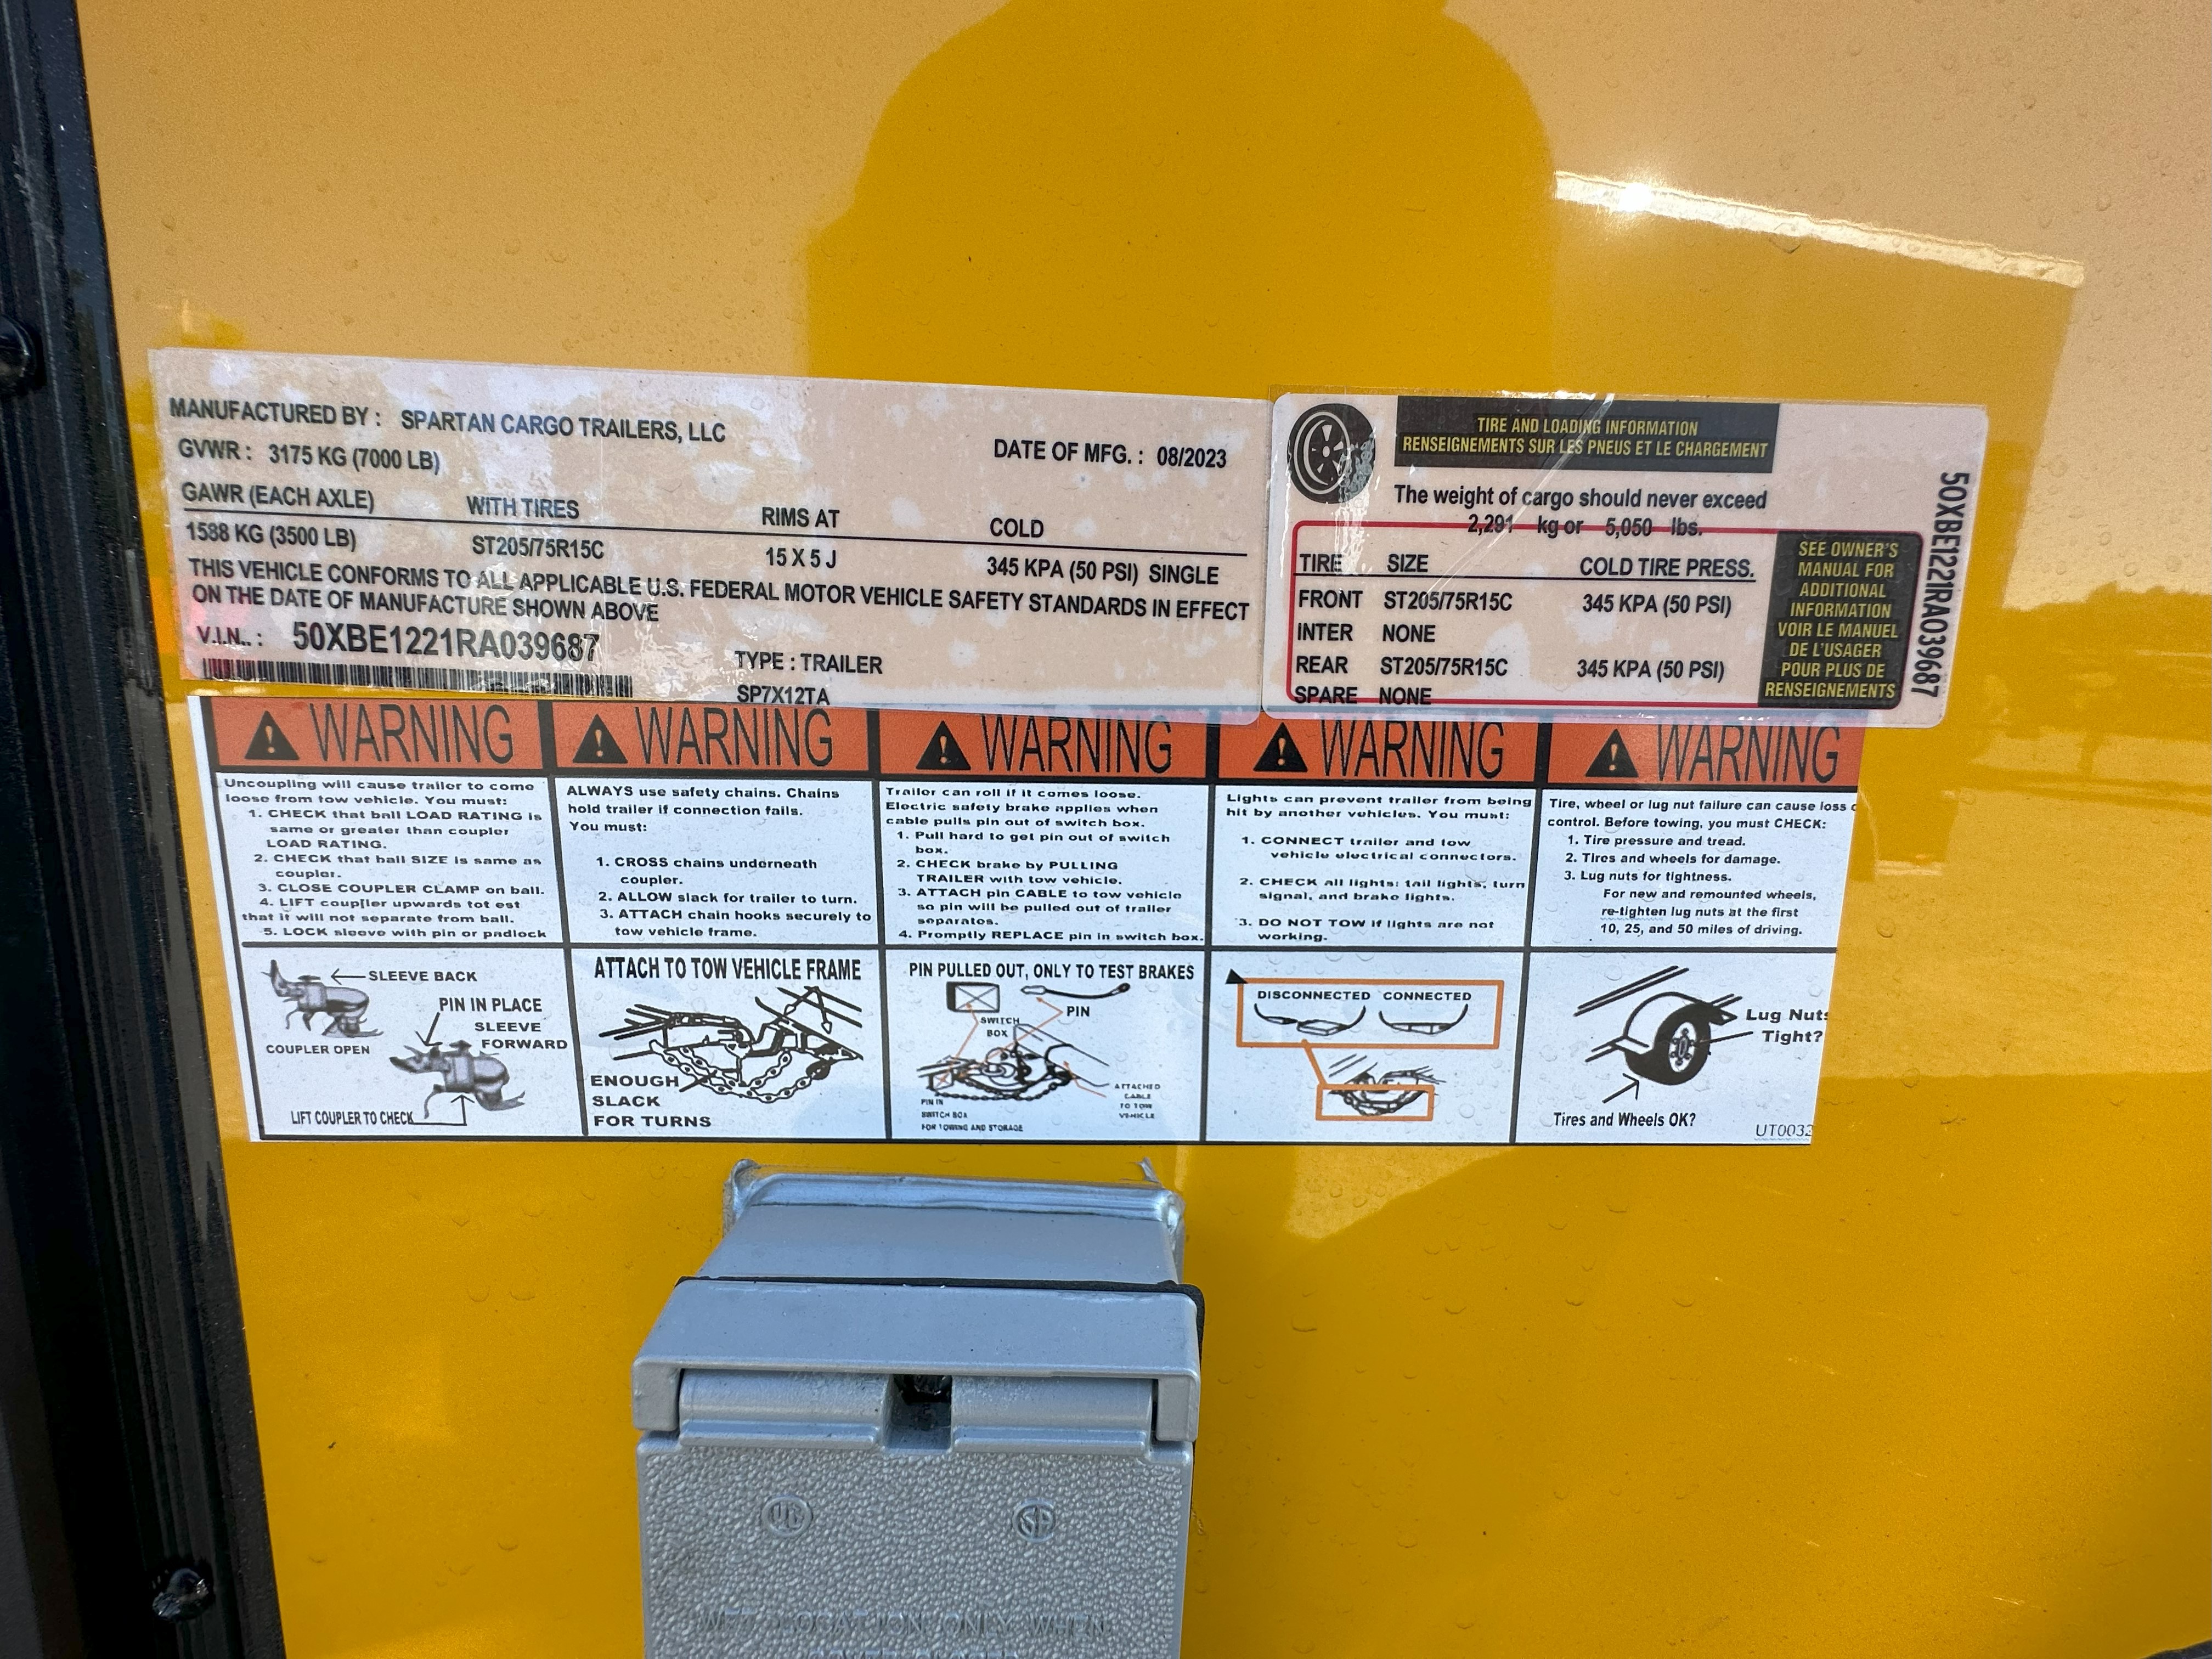 MANUFACTURED BY : SPARTAN CARGO TRAILERS, LLC
GVWR : 3175 KG (7000 LB) DATE OF MFG. : 08/2023
GAWR (EACH AXLE) WITH TIRES RIMS AT COLD
1588 KG (3500 LB) ST205/75R15C 15 X 5 J 345 KPA (50 PSI) SINGLE
THIS VEHICLE CONFORMS TO ALL APPLICABLE U.S. FEDERAL MOTOR VEHICLE SAFETY STANDARDS IN EFFECT
ON THE DATE OF MANUFACTURE SHOWN ABOVE
V.I.N.. : 50XBE1221RA039687
TYPE : TRAILER
SP7X12TA
TIRE AND LOADING INFORMATION
RENSEIGNEMENTS SUR LES PNEUS ET LE CHARGEMENT
The weight of cargo should never exceed
2,291 kg or 5,050 lbs.
TIRE SIZE COLD TIRE PRESS.
FRONT ST205/75R15C 345 KPA (50 PSI)
INTER NONE
REAR ST205/75R15C 345 KPA (50 PSI)
SPARE NONE
SEE OWNER'S
MANUAL FOR
ADDITIONAL
INFORMATION
VOIR LE MANUEL
DE L'USAGER
POUR PLUS DE
RENSEIGNEMENTS
50XBE1221RA039687
WARNING
Uncoupling will cause trailer to come
loose from tow vehicle. You must:
1. CHECK that ball LOAD RATING is
same or greater than coupler
LOAD RATING.
2. CHECK that ball SIZE is same as
coupler.
3. CLOSE COUPLER CLAMP on ball.
4. LIFT coup[ler upwards tot est
that it will not separate from ball.
5. LOCK sleeve with pin or padlock
SLEEVE BACK
PIN IN PLACE
SLEEVE
FORWARD
COUPLER OPEN
LIFT COUPLER TO CHECK
WARNING
ALWAYS use safety chains. Chains
hold trailer if connection fails.
You must:
1. CROSS chains underneath
coupler.
2. ALLOW slack for trailer to turn.
3. ATTACH chain hooks securely to
tow vehicle frame.
ATTACH TO TOW VEHICLE FRAME
ENOUGH
SLACK
FOR TURNS
WARNING
Trailer can roll if it comes loose.
Electric safety brake applies when
cable pulls pin out of switch box.
1. Pull hard to get pin out of switch
box.
2. CHECK brake by PULLING
TRAILER with tow vehicle.
3. ATTACH pin CABLE to tow vehicle
so pin will be pulled out of trailer
separates.
4. Promptly REPLACE pin in switch box.
PIN PULLED OUT, ONLY TO TEST BRAKES
SWITCH
BOX
PIN
PIN IN
SWITCH BOX
FOR TOWING AND STORAGE
ATTACHED
CABLE
TO TOW
VEHICLE
WARNING
Lights can prevent trailer from being
hit by another vehicles. You must:
1. CONNECT trailer and tow
vehicle electrical connectors.
2. CHECK all lights: tail lights, turn
signal, and brake lights.
3. DO NOT TOW if lights are not
working.
DISCONNECTED CONNECTED
WARNING
Tire, wheel or lug nut failure can cause loss
control. Before towing, you must CHECK:
1. Tire pressure and tread.
2. Tires and wheels for damage.
3. Lug nuts for tightness.
For new and remounted wheels,
re-tighten lug nuts at the first
10, 25, and 50 miles of driving.
Lug Nuts
Tight?
Tires and Wheels OK?
UT0032
WET LOCATION ONLY WHEN